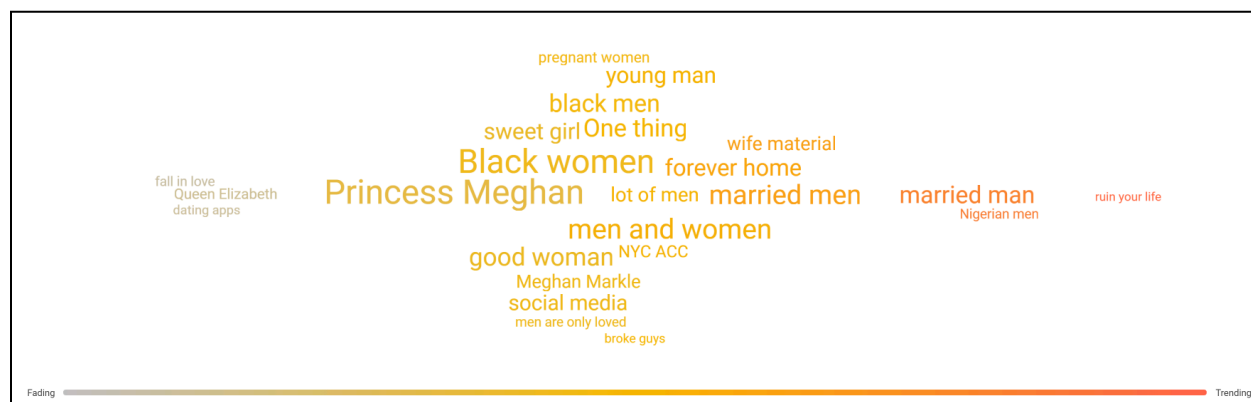 pregnant women
young man
black men
sweet girl One thing
wife material
Black women forever home
fall in love
Queen Elizabeth Princess Meghan lot of men married men married man ruin your life
dating apps
Nigerian men
men and women
good woman NYC ACC
Meghan Markle
social media
men are only loved
broke guys
Fading Trending